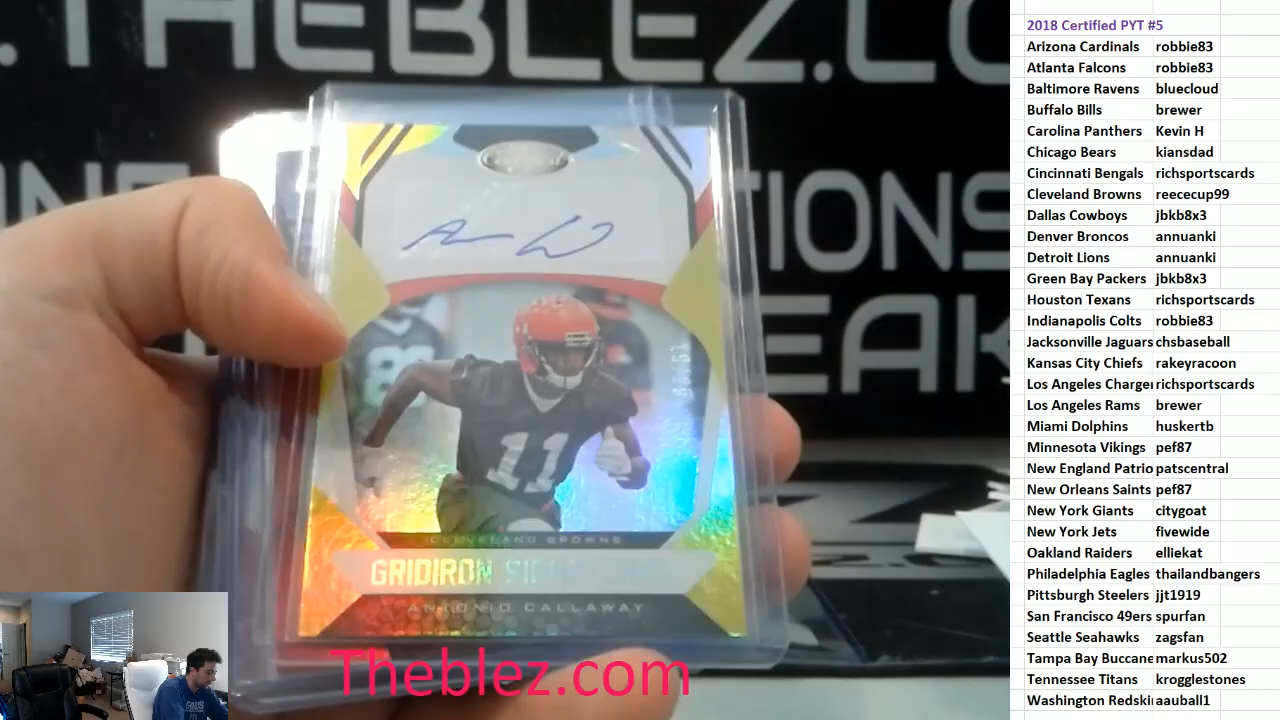 .THEBLEZ.CO
TIONS
EAK
11
88
CLEVELAND BROWNS
GRIDIRON
ANTONIO CALLAWAY
Theblez.com
2018 Certified PYT #5
Arizona Cardinals robbie83
Atlanta Falcons robbie83
Baltimore Ravens bluecloud
Buffalo Bills brewer
Carolina Panthers Kevin H
Chicago Bears kiansdad
Cincinnati Bengals richsportscards
Cleveland Browns reececup99
Dallas Cowboys jbkb8x3
Denver Broncos annuanki
Detroit Lions annuanki
Green Bay Packers jbkb8x3
Houston Texans richsportscards
Indianapolis Colts robbie83
Jacksonville Jaguars chsbaseball
Kansas City Chiefs rakeyracoon
Los Angeles Charge richsportscards
Los Angeles Rams brewer
Miami Dolphins huskertb
Minnesota Vikings pef87
New England Patrio patscentral
New Orleans Saints pef87
New York Giants citygoat
New York Jets fivewide
Oakland Raiders elliekat
Philadelphia Eagles thailandbangers
Pittsburgh Steelers jjt1919
San Francisco 49ers spurfan
Seattle Seahawks zagsfan
Tampa Bay Buccane markus502
Tennessee Titans krogglestones
Washington Redski aauball1